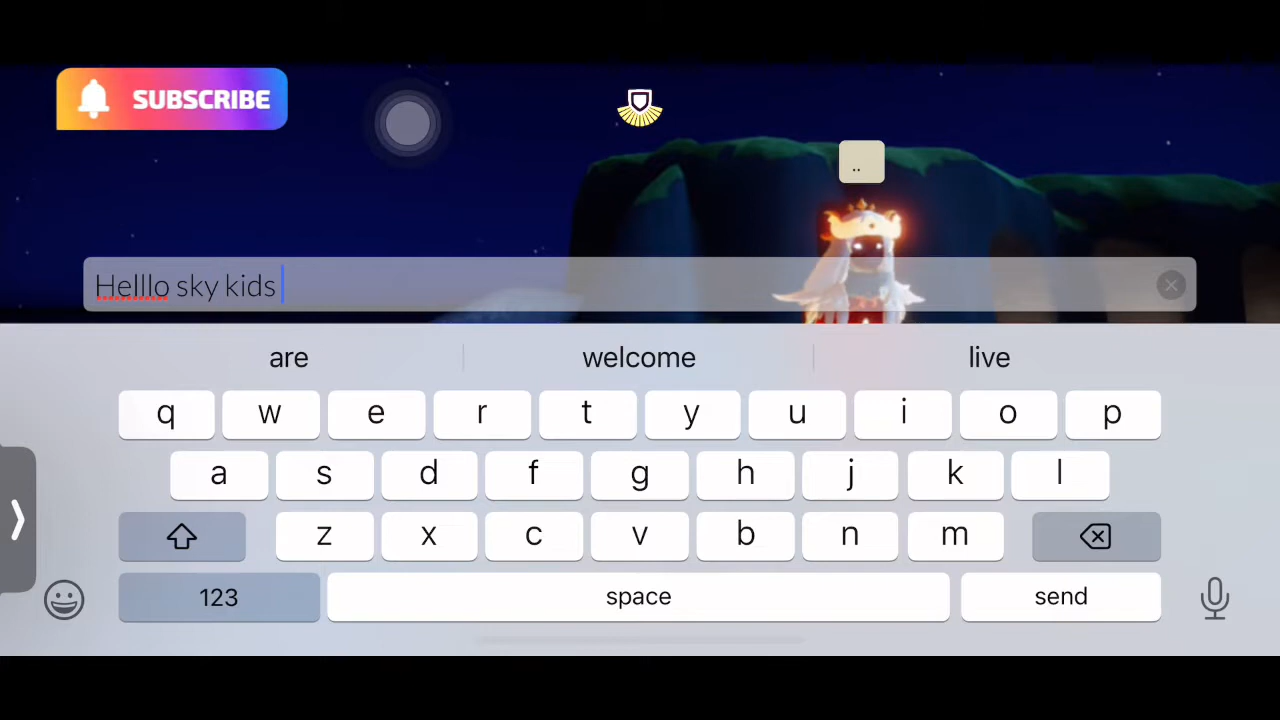 SUBSCRIBE
..
Helllo sky kids
are welcome live
q w e r t y u i o p
a s d f g h j k l
z x c v b n m
123 space send